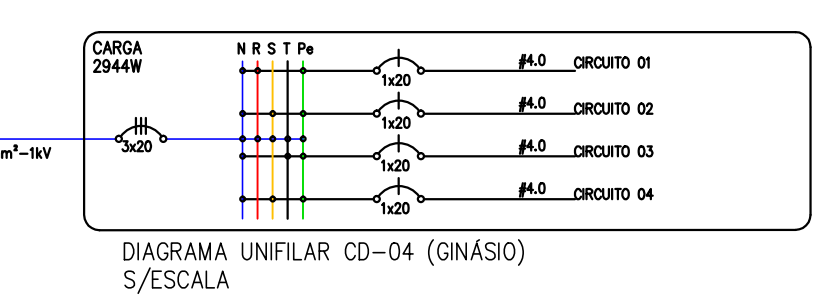 CARGA
2944W
N R S T Pe
1x20
#4.0 CIRCUITO 01
1x20
#4.0 CIRCUITO 02
3x20
m²-1kV
1x20
#4.0 CIRCUITO 03
1x20
#4.0 CIRCUITO 04
DIAGRAMA UNIFILAR CD-04 (GINÁSIO)
S/ESCALA